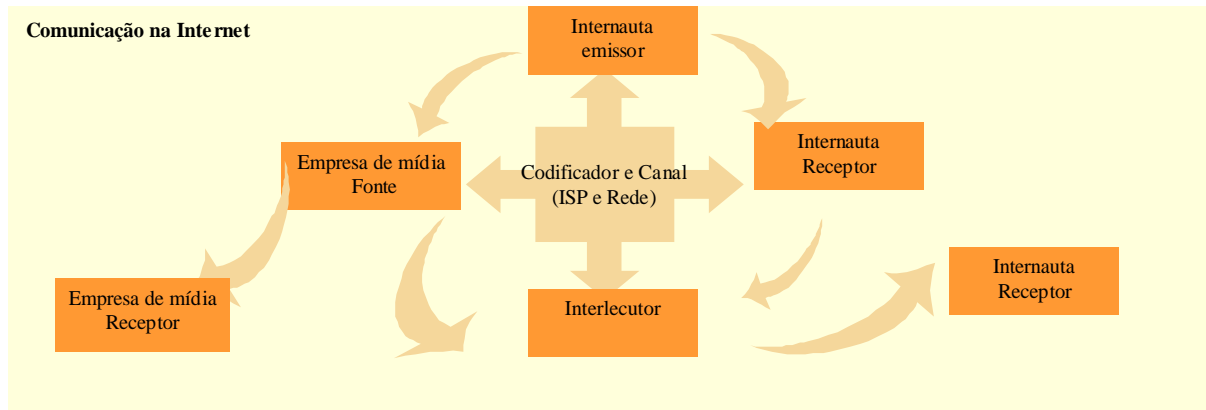 Comunicação na Internet
Internauta
emissor
Empresa de mídia
Fonte
Codificador e Canal
(ISP e Rede)
Internauta
Receptor
Empresa de mídia
Receptor
Interlecutor
Internauta
Receptor